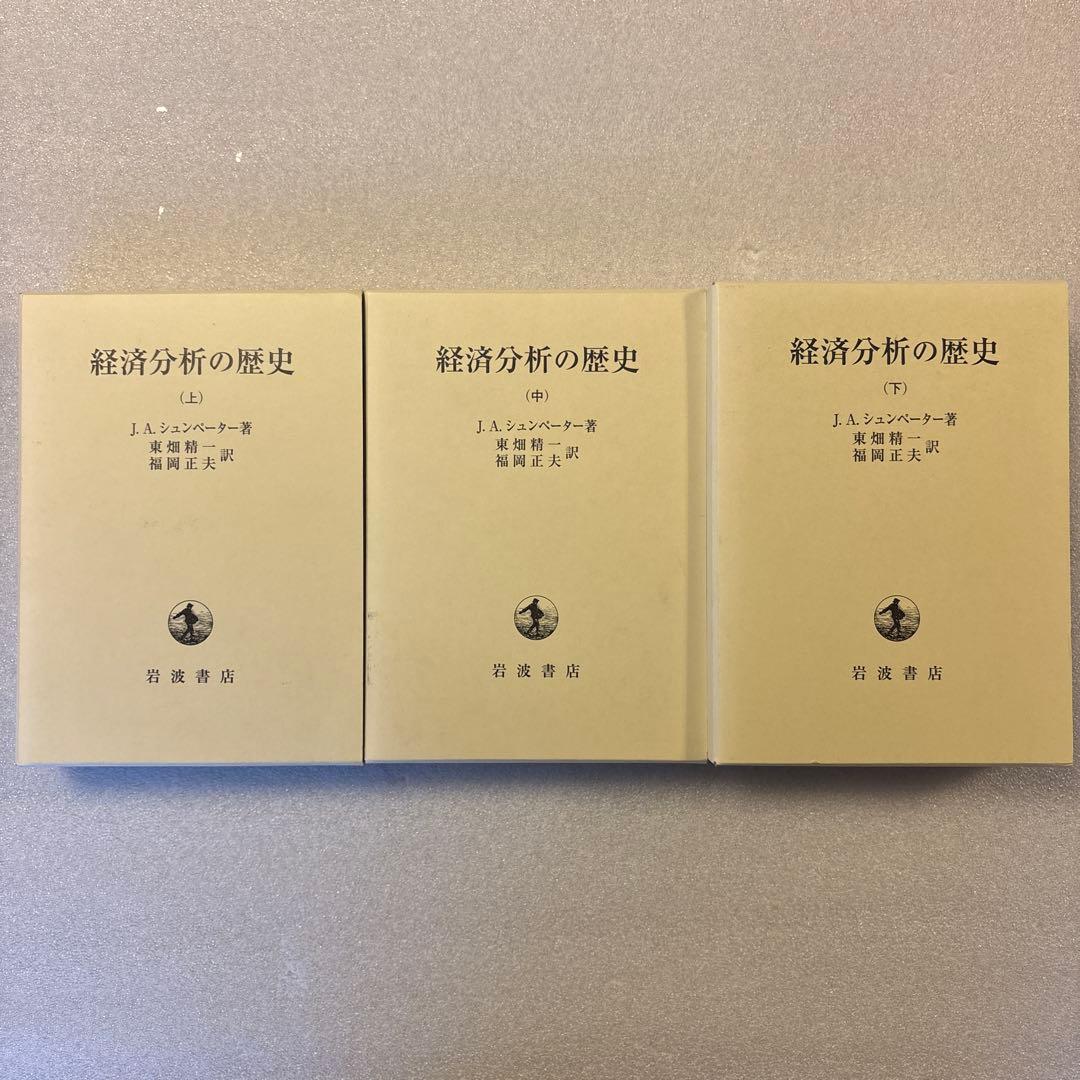 経済分析の歴史
(上)
J. A. シュンペーター著
東畑精一
福岡正夫 訳
岩波書店
経済分析の歴史
(中)
J. A. シュンペーター著
東畑精一
福岡正夫 訳
岩波書店
経済分析の歴史
(下)
J. A. シュンペーター著
東畑精一
福岡正夫 訳
岩波書店